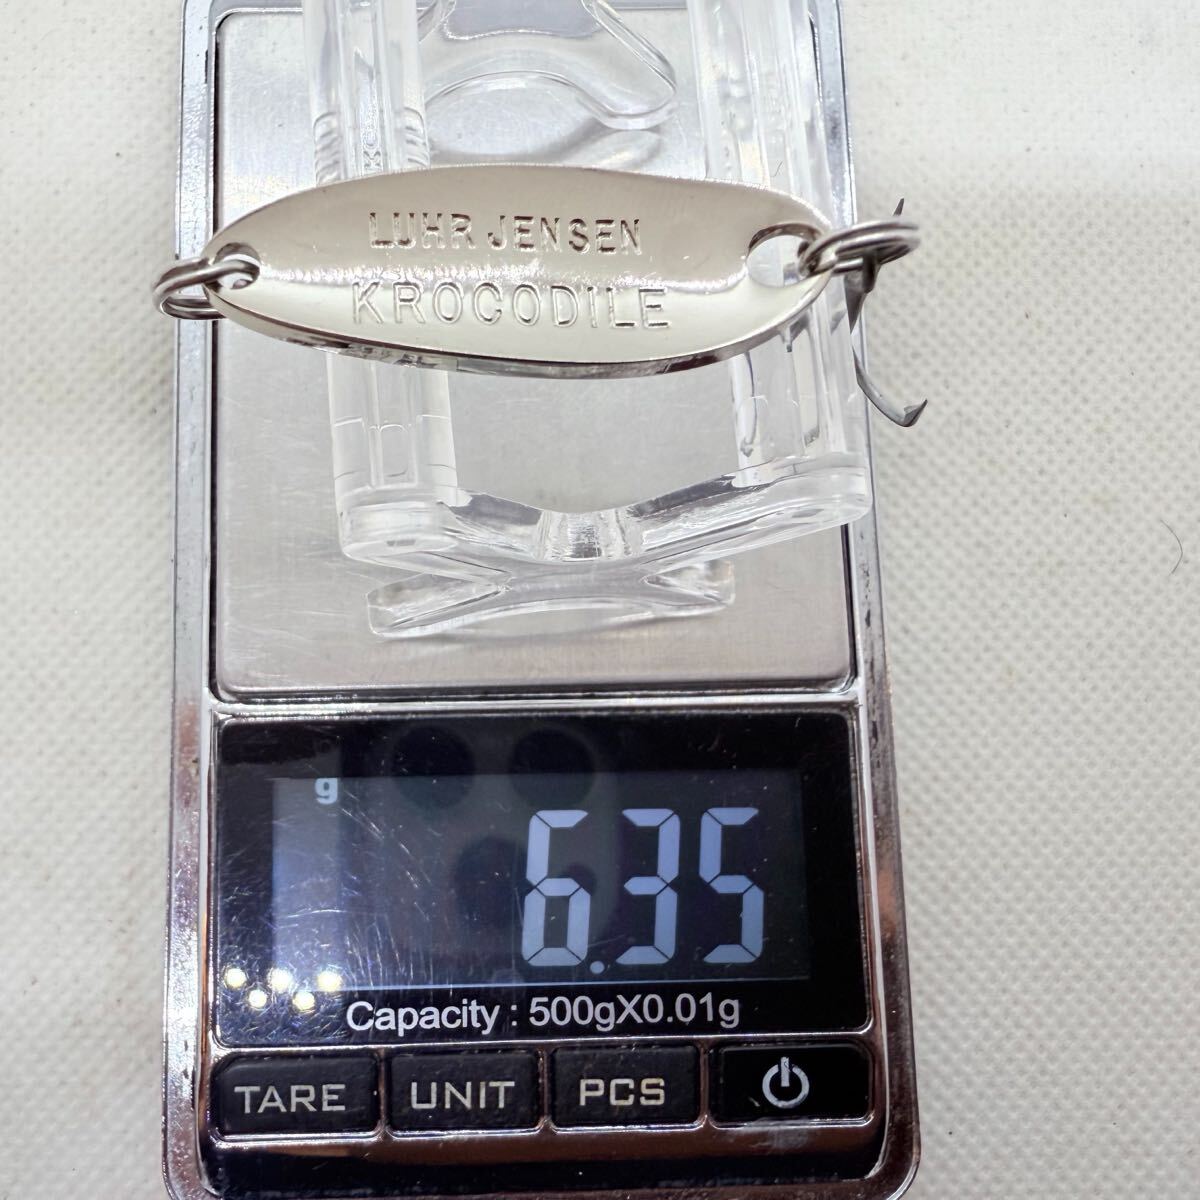 LUHR JENSEN
KROCODILE
g
6.35
Capacity : 500gX0.01g
TARE UNIT PCS